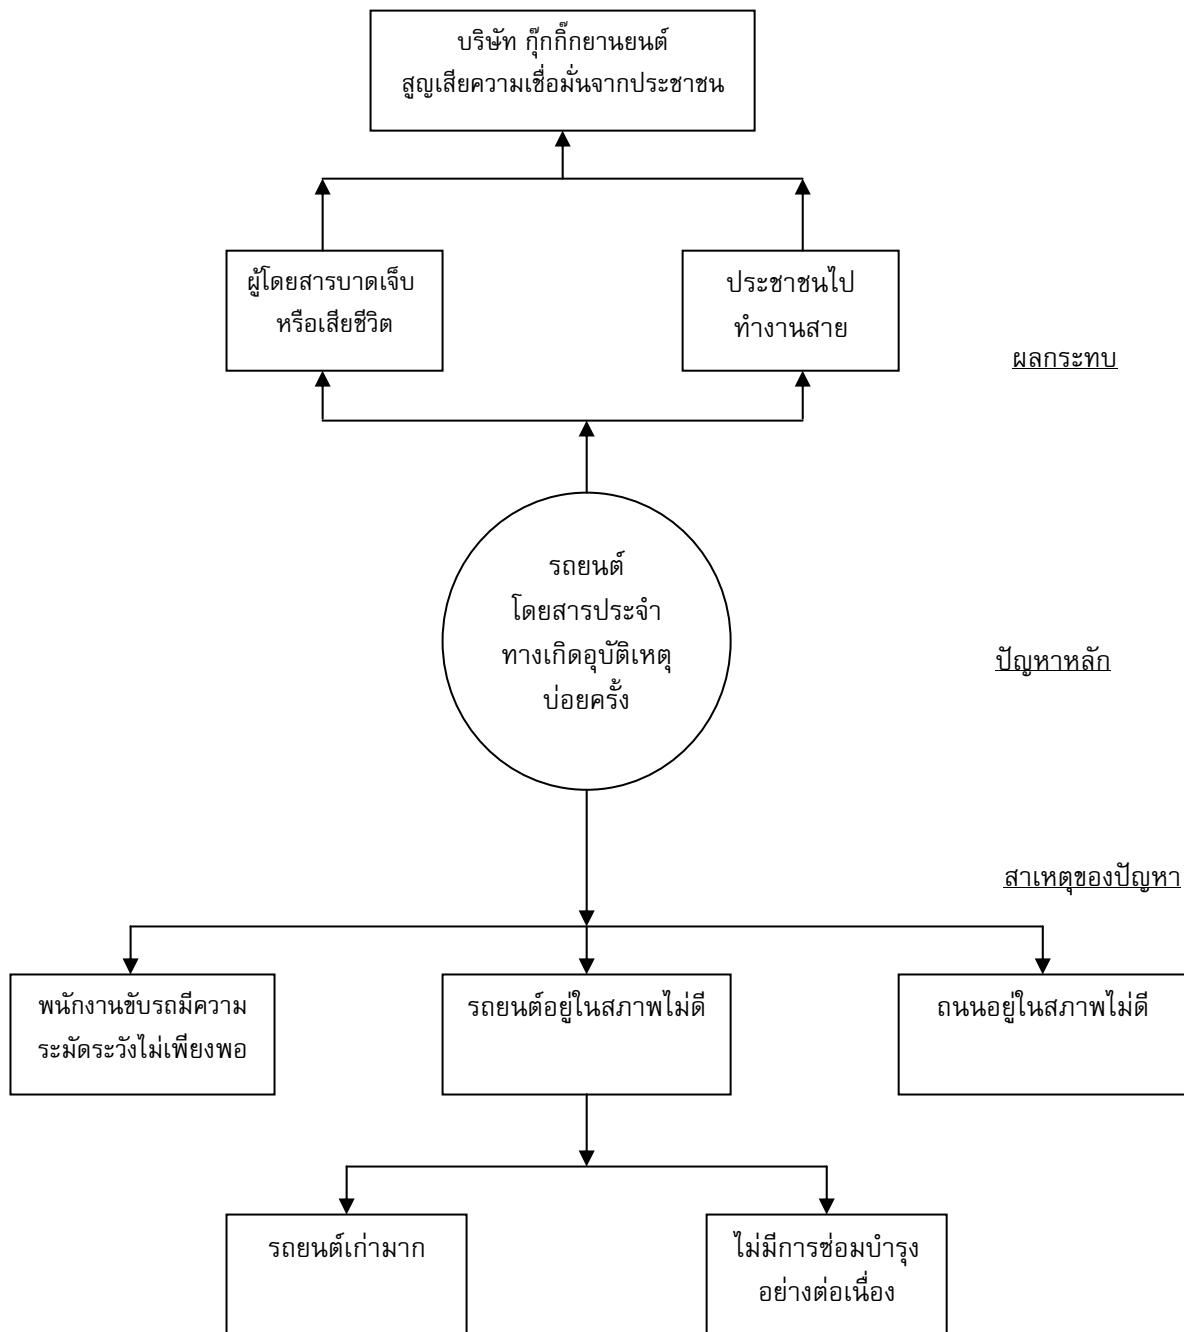 บริษัท กุ๊กกิ๊กยานยนต์
สูญเสียความเชื่อมั่นจากประชาชน
ผู้โดยสารบาดเจ็บ
หรือเสียชีวิต
ประชาชนไป
ทำงานสาย
ผลกระทบ
รถยนต์
โดยสารประจำ
ทางเกิดอุบัติเหตุ
บ่อยครั้ง
ปัญหาหลัก
สาเหตุของปัญหา
พนักงานขับรถมีความ
ระมัดระวังไม่เพียงพอ
รถยนต์อยู่ในสภาพไม่ดี
ถนนอยู่ในสภาพไม่ดี
รถยนต์เก่ามาก
ไม่มีการซ่อมบำรุง
อย่างต่อเนื่อง